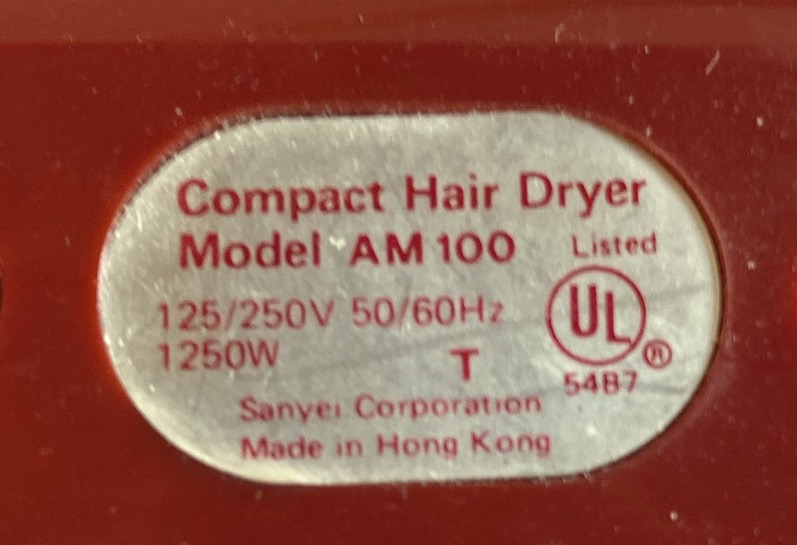 Compact Hair Dryer
Model AM 100
Listed
125/250V 50/60Hz
UL
1250W
T
®
54B7
Sanyei Corporation
Made in Hong Kong